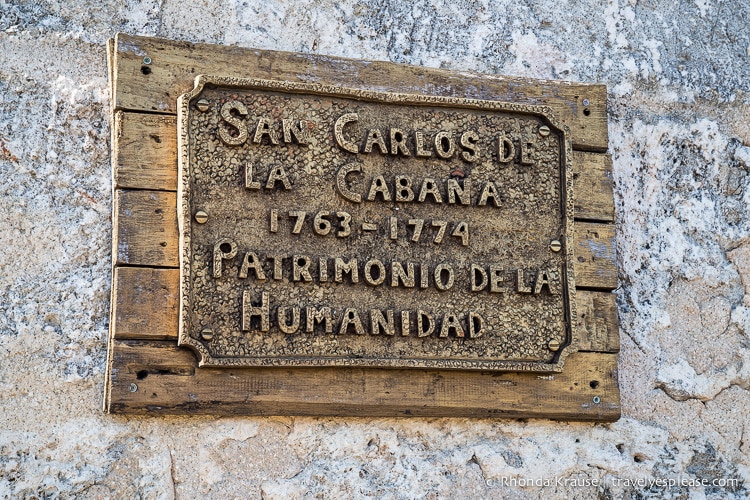 SAN CARLOS DE
LA CABAÑA
1763-1774
PATRIMONIO DE LA
HUMANIDAD
© Rhonda Krause | travelyesplease.com